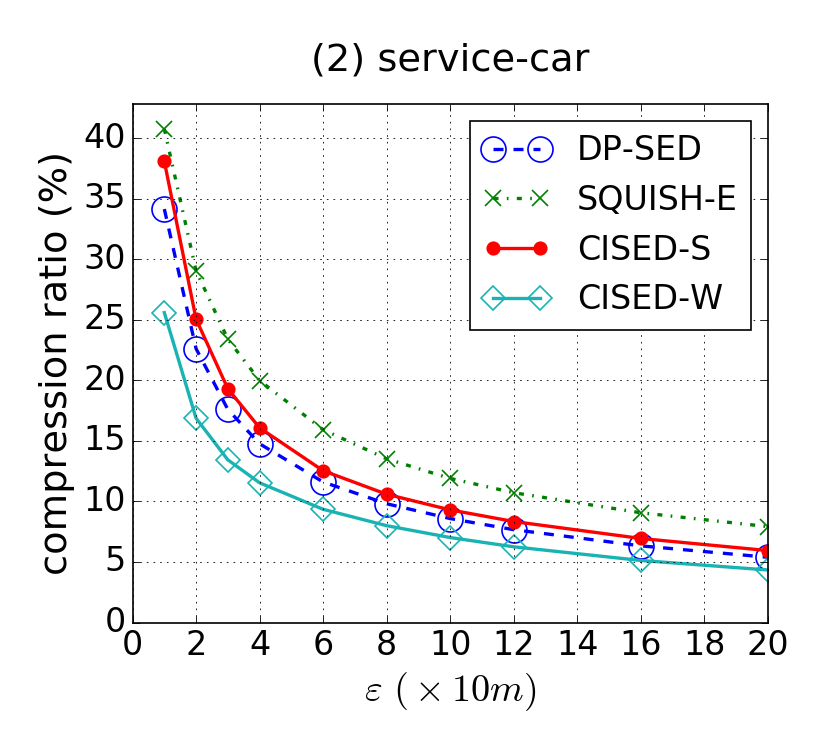 (2) service-car
compression ratio (%)
40
35
30
25
20
15
10
5
0
DP-SED
SQUISH-E
CISED-S
CISED-W
0 2 4 6 8 10 12 14 16 18 20
ε (×10m)